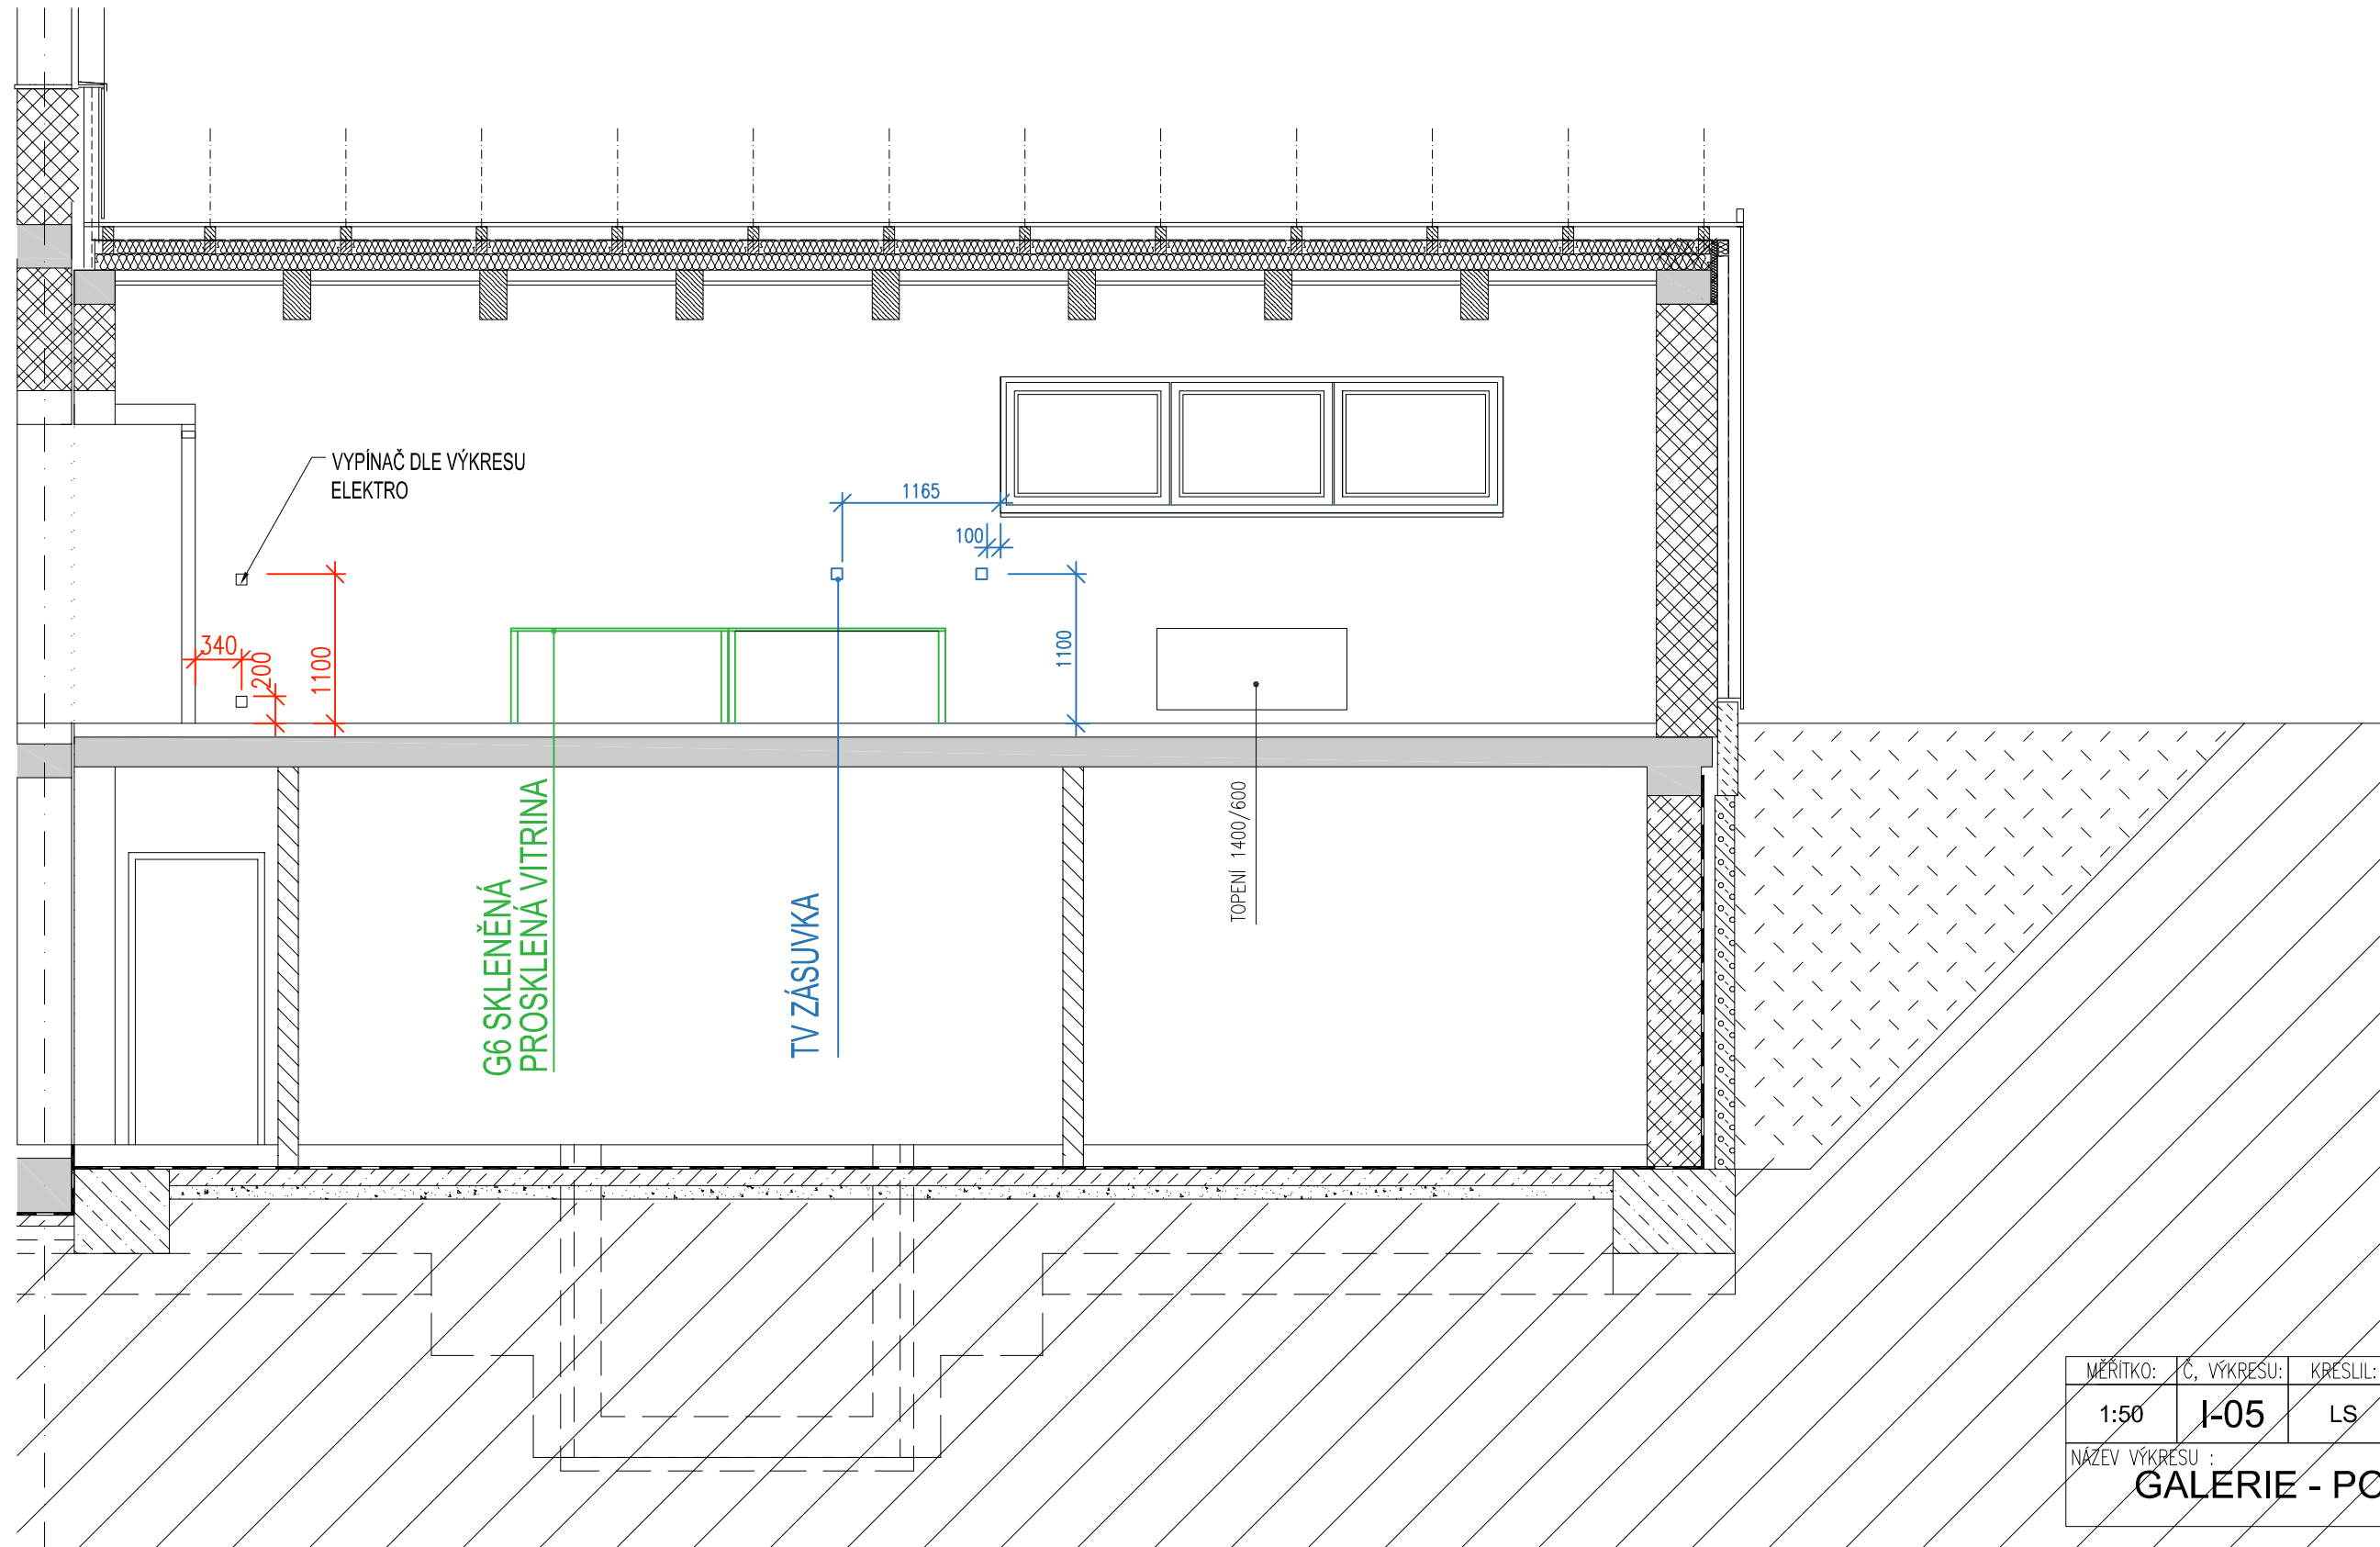 VYPÍNAČ DLE VÝKRESU
ELEKTRO
1165
100
340
200
1100
1100
G6 SKLENĚNÁ
PROSKLENÁ VITRINA
TV ZÁSUVKA
TOPENÍ 1400/600
MĚŘÍTKO: Č, VÝKRESU: KRESLIL:
1:50 I-05 LS
NÁZEV VÝKRESU :
GALERIE - PO